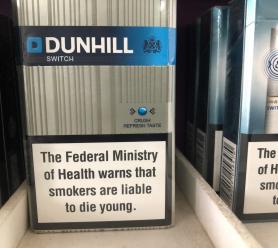 DUNHILL
SWITCH
CRUSH
REFRESH TASTE
The Federal Ministry
of Health warns that
smokers are liable
to die young.
The
of H
smo
to